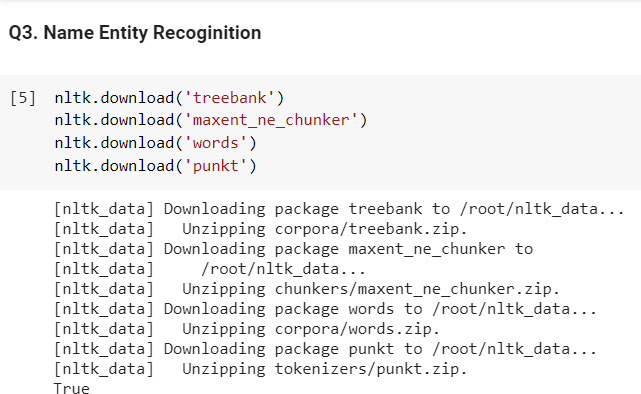 Q3. Name Entity Recoginition
[5] nltk.download('treebank')
nltk.download('maxent_ne_chunker')
nltk.download('words')
nltk.download('punkt')
[nltk_data] Downloading package treebank to /root/nltk_data...
[nltk_data]   Unzipping corpora/treebank.zip.
[nltk_data] Downloading package maxent_ne_chunker to
[nltk_data]     /root/nltk_data...
[nltk_data]   Unzipping chunkers/maxent_ne_chunker.zip.
[nltk_data] Downloading package words to /root/nltk_data...
[nltk_data]   Unzipping corpora/words.zip.
[nltk_data] Downloading package punkt to /root/nltk_data...
[nltk_data]   Unzipping tokenizers/punkt.zip.
True